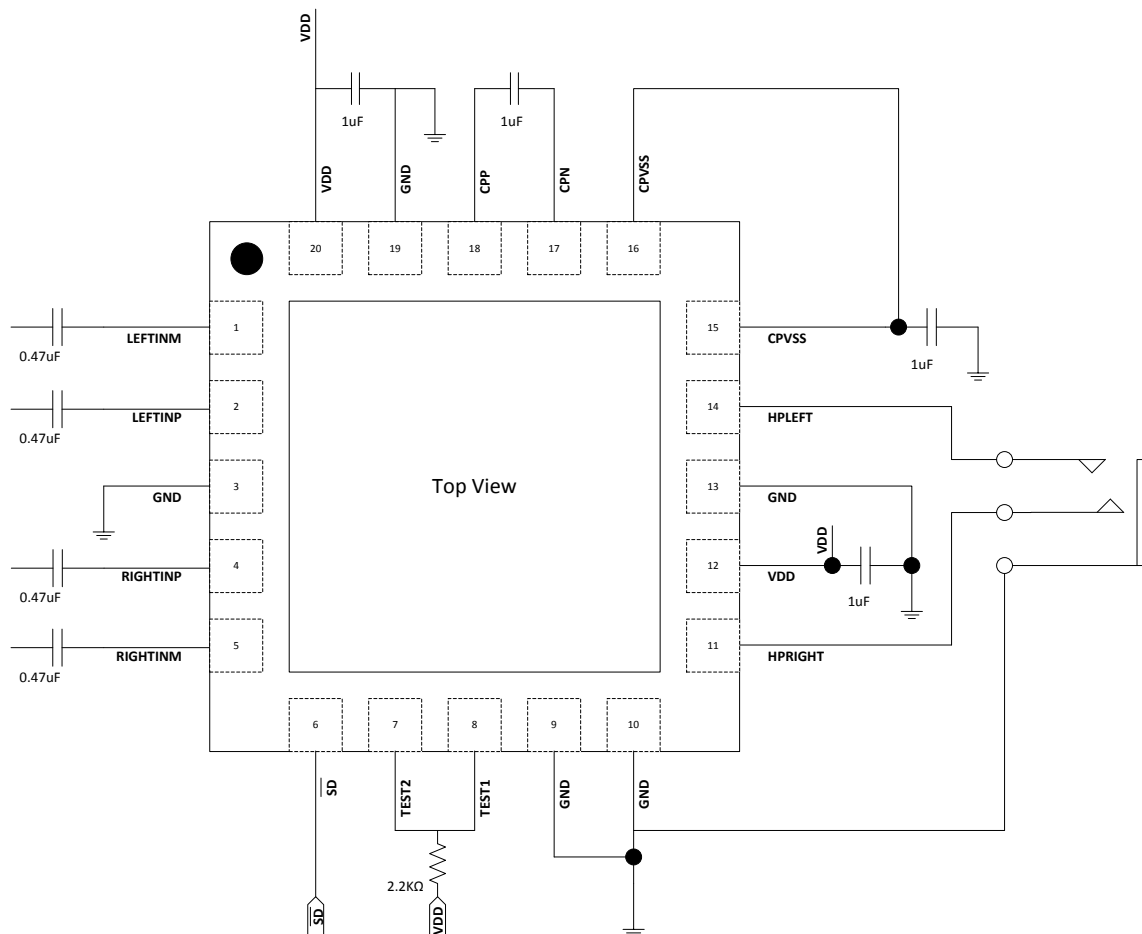 VDD
1uF
1uF
VDD
GND
CPP
CPN
CPVSS
20
19
18
17
16
1
LEFTINM
0.47uF
15
CPVSS
1uF
2
LEFTINP
0.47uF
14
HPLEFT
3
GND
Top View
13
GND
4
RIGHTINP
0.47uF
12
VDD
VDD
1uF
5
RIGHTINM
0.47uF
11
HPRIGHT
6
7
8
9
10
SD
TEST2
TEST1
GND
GND
2.2KΩ
SD
VDD